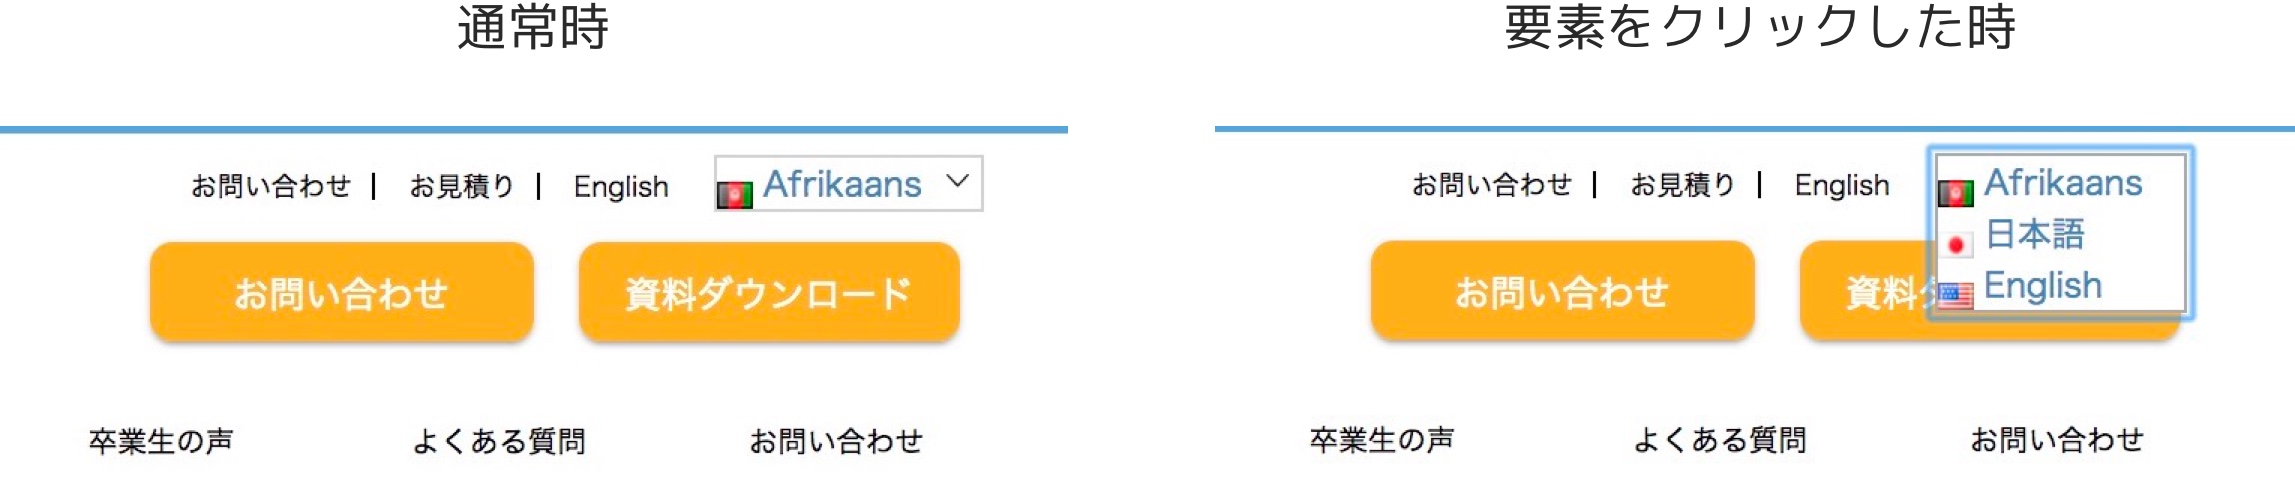 通常時
お問い合わせ | お見積り | English Afrikaans
お問い合わせ 資料ダウンロード
卒業生の声 よくある質問 お問い合わせ
要素をクリックした時
お問い合わせ | お見積り | English Afrikaans
日本語
English
お問い合わせ 資料
卒業生の声 よくある質問 お問い合わせ